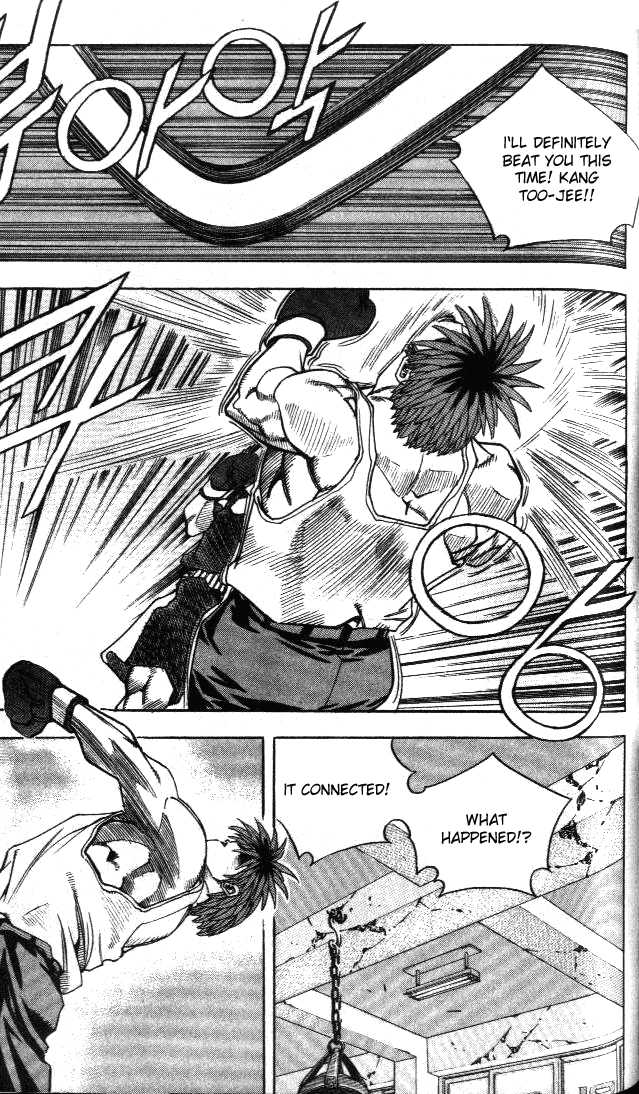 I'LL DEFINITELY
BEAT YOU THIS
TIME! KANG
TOO-JEE!!
IT CONNECTED!
WHAT
HAPPENED!?